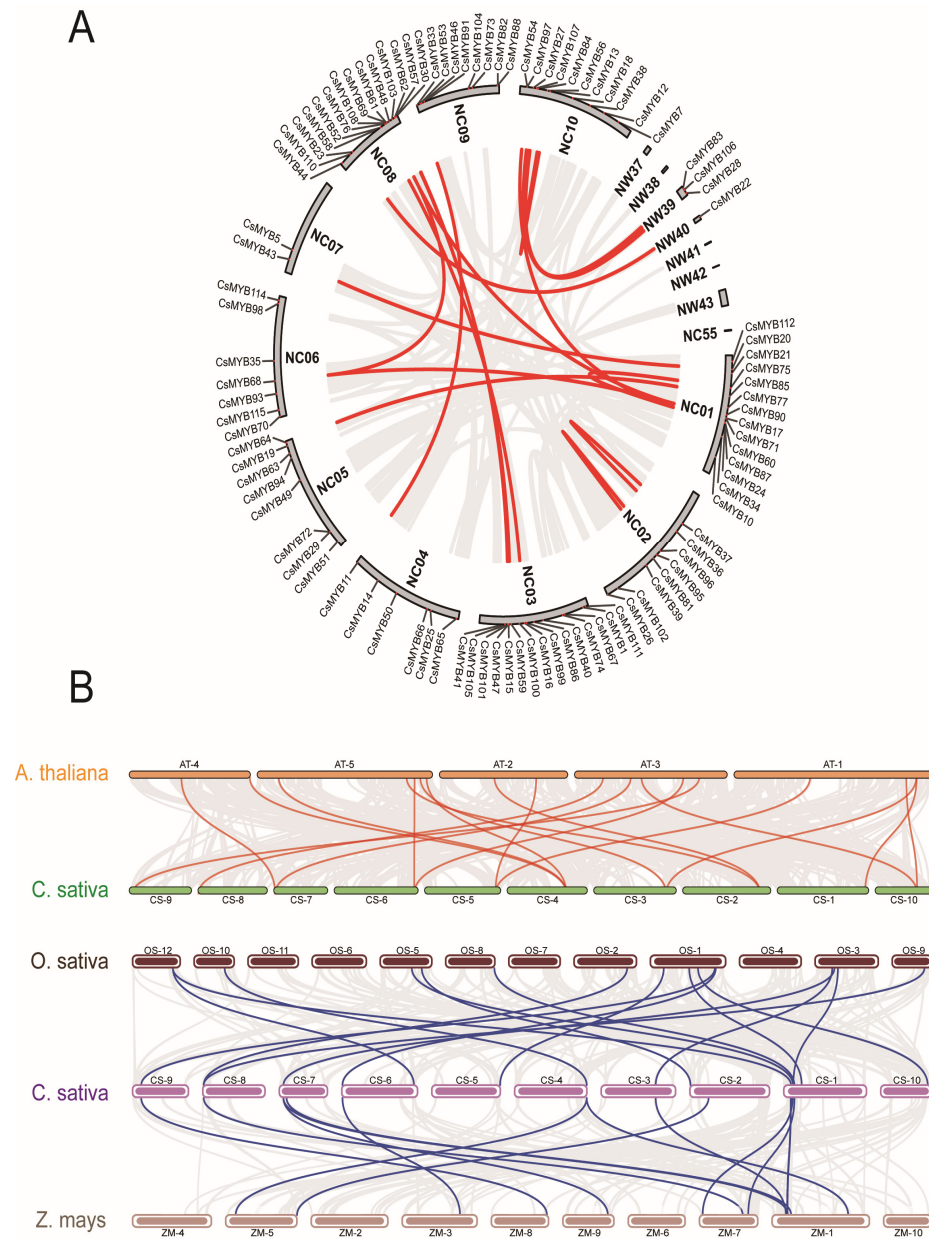 A
CsMYB44
CsMYB110
CsMYB23
CsMYB58
CsMYB52
CsMYB76
CsMYB108
CsMYB69
CsMYB61
CsMYB48
CsMYB103
CsMYB62
CsMYB57
CsMYB30
CsMYB33
CsMYB53
CsMYB46
CsMYB91
CsMYB104
CsMYB73
CsMYB82
CsMYB88
CsMYB54
CsMYB97
CsMYB27
CsMYB107
CsMYB84
CsMYB56
CsMYB13
CsMYB18
CsMYB38
CsMYB12
CsMYB7
CsMYB83
CsMYB106
CsMYB28
CsMYB22
NC08
NC09
NC10
NW37
NW38
NW39
NW40
NW41
NW42
NW43
NC55
NC01
CsMYB112
CsMYB20
CsMYB21
CsMYB75
CsMYB85
CsMYB77
CsMYB90
CsMYB17
CsMYB71
CsMYB60
CsMYB87
CsMYB24
CsMYB34
CsMYB10
NC02
CsMYB37
CsMYB36
CsMYB96
CsMYB95
CsMYB81
CsMYB39
CsMYB102
CsMYB26
CsMYB1
CsMYB111
CsMYB67
CsMYB74
CsMYB40
CsMYB86
CsMYB99
CsMYB16
CsMYB100
CsMYB59
CsMYB15
CsMYB47
CsMYB101
CsMYB105
CsMYB41
NC03
CsMYB65
CsMYB25
CsMYB66
CsMYB50
CsMYB14
CsMYB11
NC04
CsMYB51
CsMYB29
CsMYB72
CsMYB49
CsMYB94
CsMYB63
CsMYB19
CsMYB64
NC05
CsMYB70
CsMYB115
CsMYB93
CsMYB68
CsMYB35
CsMYB98
CsMYB114
NC06
CsMYB43
CsMYB5
NC07
B
A. thaliana
AT-4 AT-5 AT-2 AT-3 AT-1
C. sativa
CS-9 CS-8 CS-7 CS-6 CS-5 CS-4 CS-3 CS-2 CS-1 CS-10
O. sativa
OS-12 OS-10 OS-11 OS-6 OS-5 OS-8 OS-7 OS-2 OS-1 OS-4 OS-3 OS-9
C. sativa
CS-9 CS-8 CS-7 CS-6 CS-5 CS-4 CS-3 CS-2 CS-1 CS-10
Z. mays
ZM-4 ZM-5 ZM-2 ZM-3 ZM-8 ZM-9 ZM-6 ZM-7 ZM-1 ZM-10